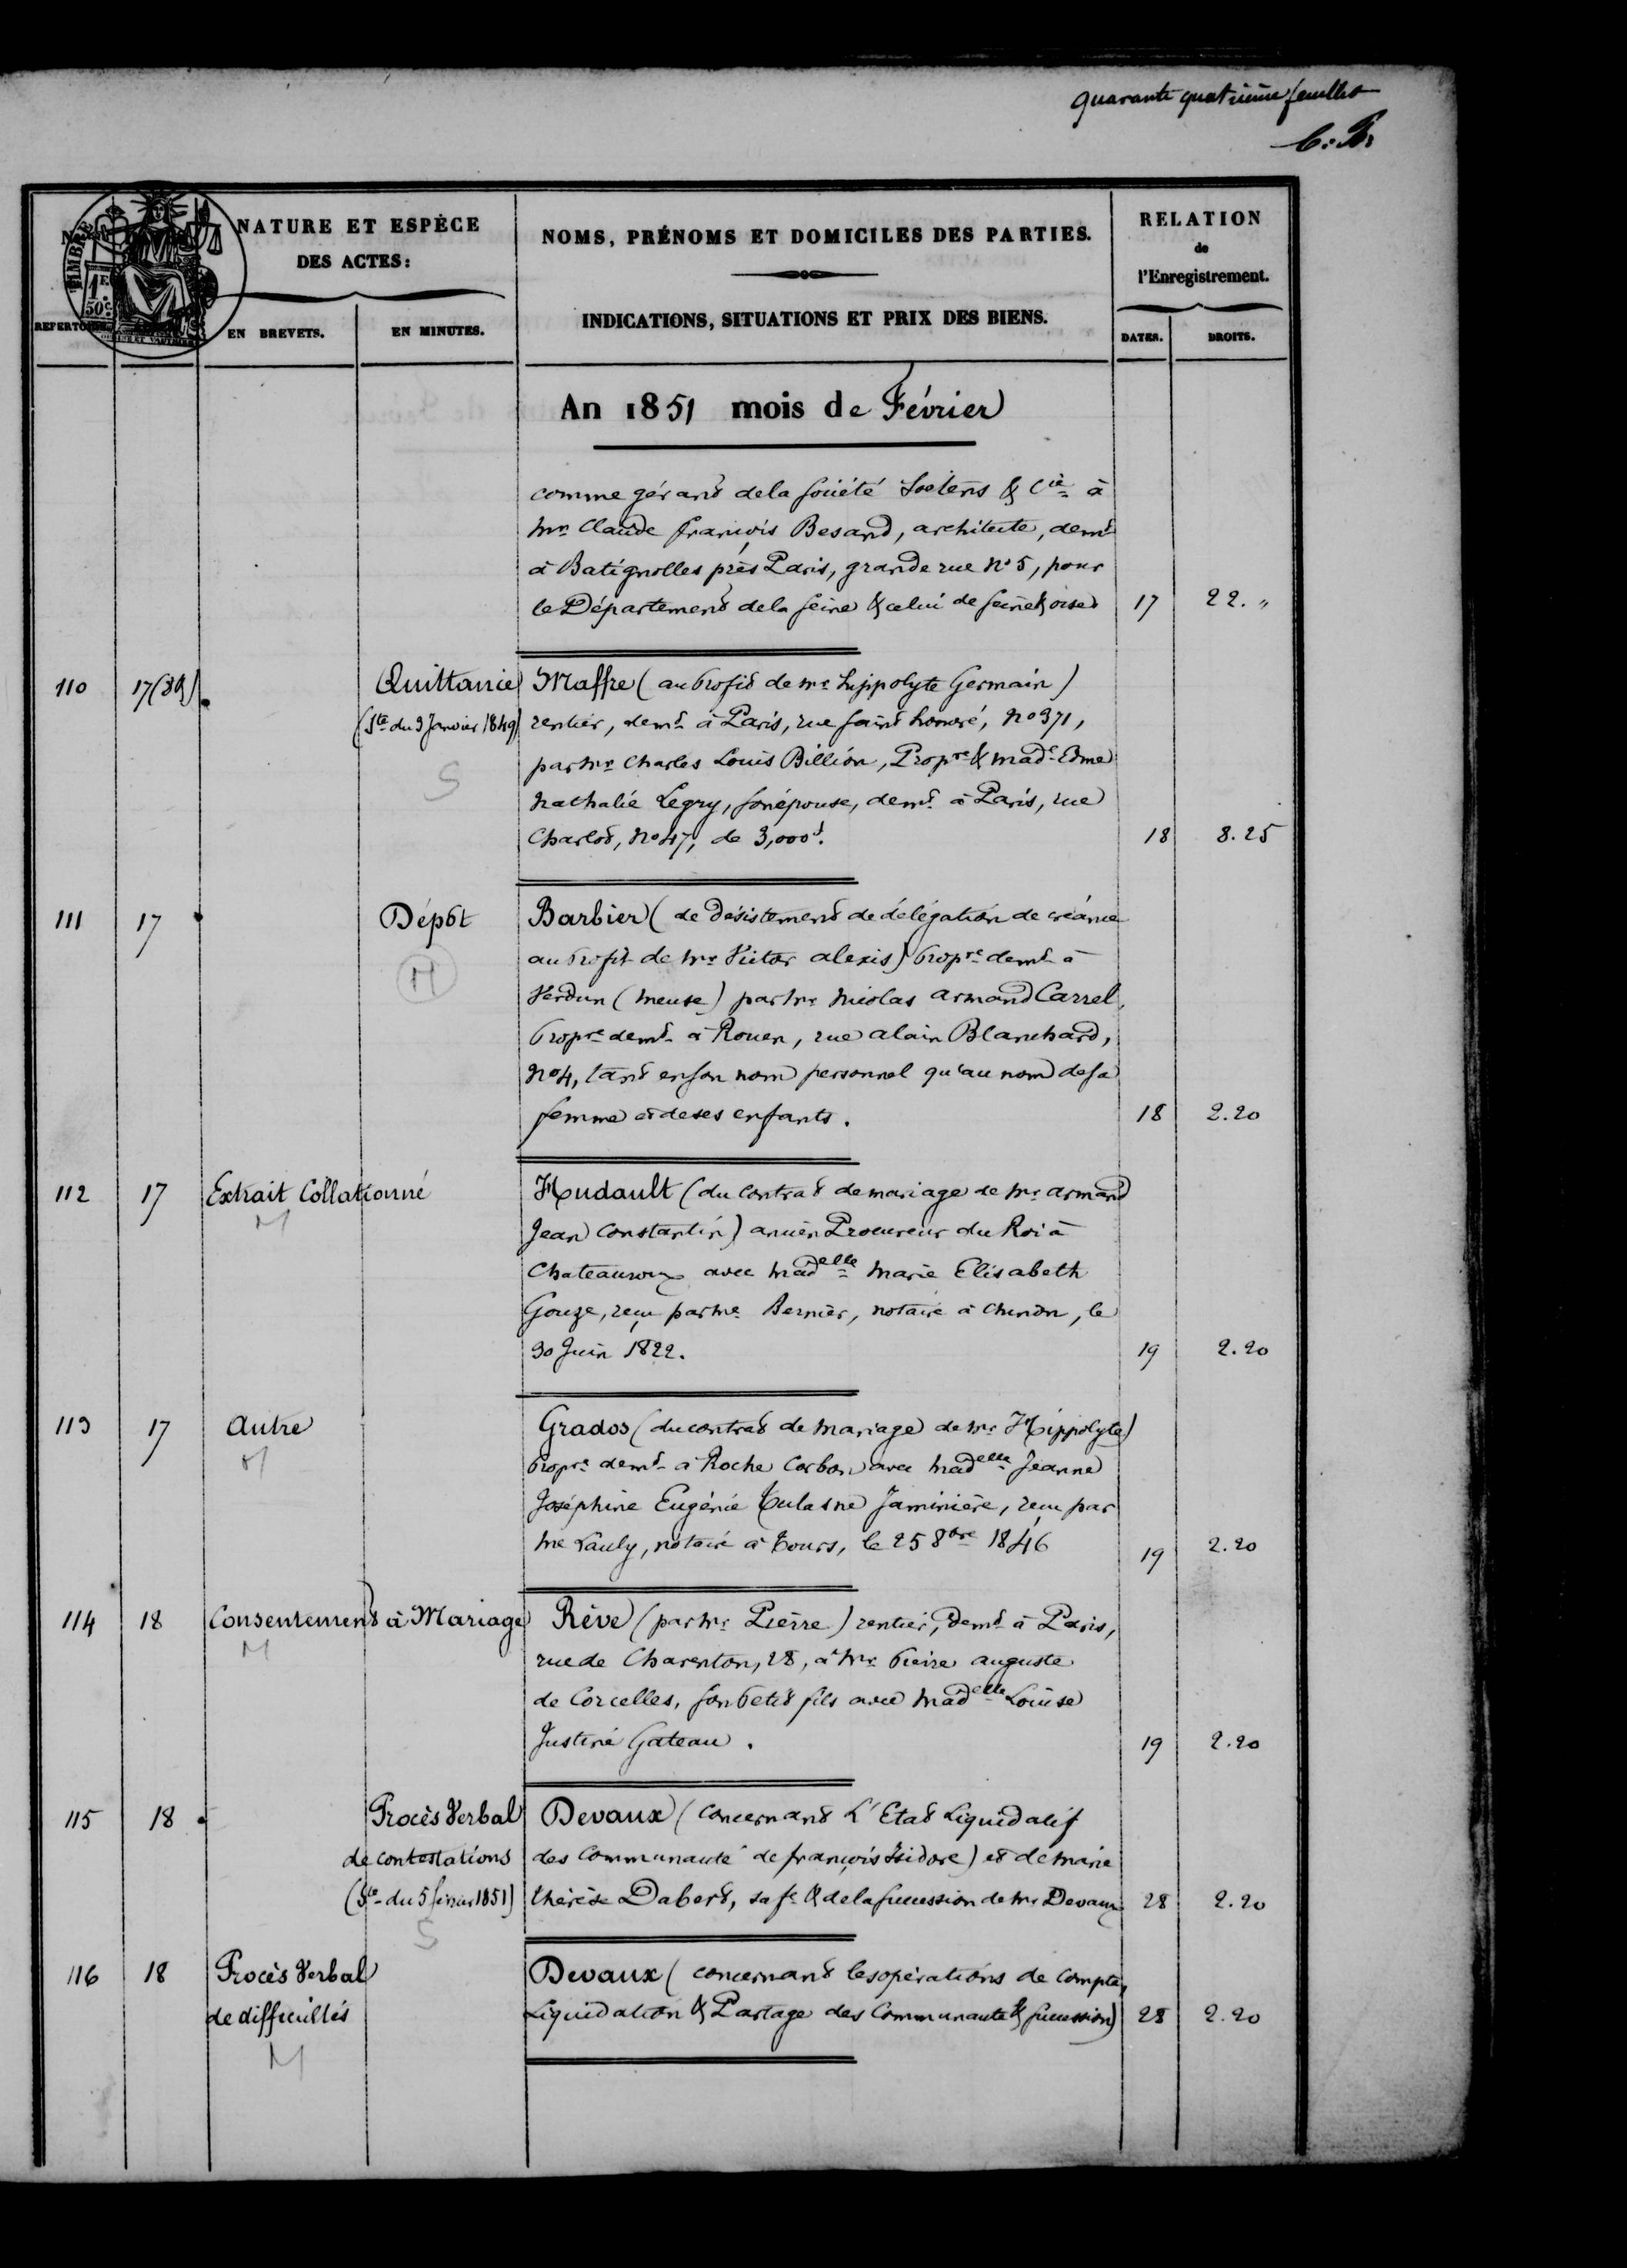 quarante quatrième feuillet
TIMBRE
1F.
50c
REPERTOIRE
NATURE ET ESPÈCE
DES ACTES:
EN BREVETS.
EN MINUTES.
NOMS, PRÉNOMS ET DOMICILES DES PARTIES.
INDICATIONS, SITUATIONS ET PRIX DES BIENS.
RELATION
de
l'Enregistrement.
DATES.
DROITS.
An 1851 mois de Février
comme gérant de la société & Cie à
Mr Claude françois Besand, architecte, demt
à Batignolles près Paris, grande rue No 5, pour
le Département de la seine & celui de seine & oise 17 22. "
110 17(39) Quittance Maffre (au profit de Mr hippolyte Germain)
(Ste du 9 Janvier 1849) rentier, demt à Paris, rue saint honoré, No 371,
S par Mr Charles Louis Billion, Propre & made Edme
Nathalie Legry, son épouse, demt à Paris, rue
Charlot, No 47, de 3,000f. 18 8.25
111 17 Dépôt Barbier (de désistement de délégation de créance
H au profit de Mr Victor alexis) propre demt à
Verdun (Meuse) par Mr Nicolas armand Carrel,
propre demt à Rouen, rue alain Blanchard,
No 4, tant en son nom personnel qu'au nom de sa
femme et de ses enfants. 18 2.20
112 17 Extrait Collationné Hudault (du contrat de mariage de Mr armand
M Jean Constantin) ancien Procureur du Roi à
Chateauroux avec Madelle Marie Elisabeth
Gouze, reçu par Me Bernier, notaire à Chinon, le
30 Juin 1822. 19 2.20
113 17 autre Grados (du contrat de mariage de Mr Hippolyte)
M propre demt à Roche Corbon avec Madelle Jeanne
Joséphine Eugénie Tulasne Jaminière, reçu par
Me notaire à Tours, le 25 8bre 1846 19 2.20
114 18 Consentement à Mariage Rêve (par Mr Pierre) rentier, demt à Paris,
M rue de Charenton, 28, à Mr Pierre auguste
de Corcelles, son petit fils avec Madelle Louise
Justine Gateau. 19 2.20
115 18 Procès Verbal Devaux (concernant L'Etat Liquidatif
de contestations des Communauté de françois Isidore) et de marie
(Ste du 5 février 1851) thérèse Dabert, sa fe & de la succession de Mr Devaux 28 2.20
S
116 18 Procès Verbal Devaux (concernant les opérations de Compte,
de difficultés Liquidation & Partage des Communauté & succession) 28 2.20
M